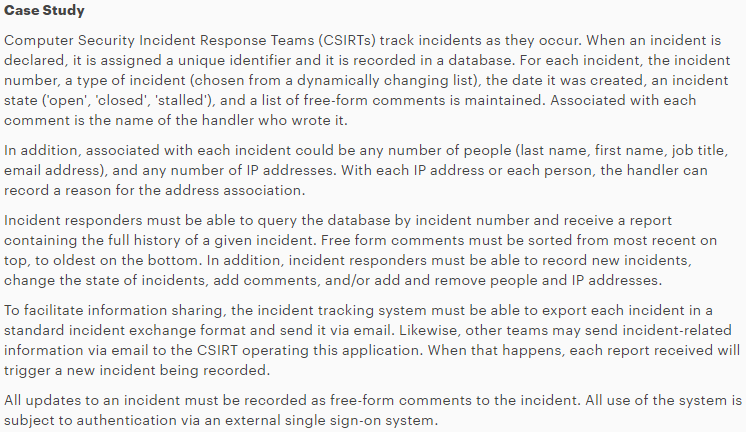 Case Study
Computer Security Incident Response Teams (CSIRTs) track incidents as they occur. When an incident is
declared, it is assigned a unique identifier and it is recorded in a database. For each incident, the incident
number, a type of incident (chosen from a dynamically changing list), the date it was created, an incident
state ('open', 'closed', 'stalled'), and a list of free-form comments is maintained. Associated with each
comment is the name of the handler who wrote it.
In addition, associated with each incident could be any number of people (last name, first name, job title,
email address), and any number of IP addresses. With each IP address or each person, the handler can
record a reason for the address association.
Incident responders must be able to query the database by incident number and receive a report
containing the full history of a given incident. Free form comments must be sorted from most recent on
top, to oldest on the bottom. In addition, incident responders must be able to record new incidents,
change the state of incidents, add comments, and/or add and remove people and IP addresses.
To facilitate information sharing, the incident tracking system must be able to export each incident in a
standard incident exchange format and send it via email. Likewise, other teams may send incident-related
information via email to the CSIRT operating this application. When that happens, each report received will
trigger a new incident being recorded.
All updates to an incident must be recorded as free-form comments to the incident. All use of the system is
subject to authentication via an external single sign-on system.